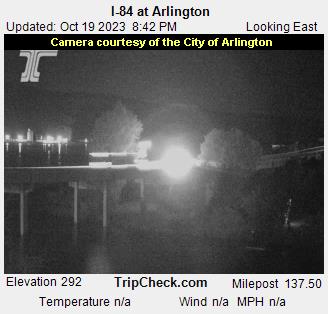 I-84 at Arlington
Updated: Oct 19 2023 8:42 PM Looking East
Camera courtesy of the City of Arlington
Elevation 292 TripCheck.com Milepost 137.50
Temperature n/a Wind n/a MPH n/a